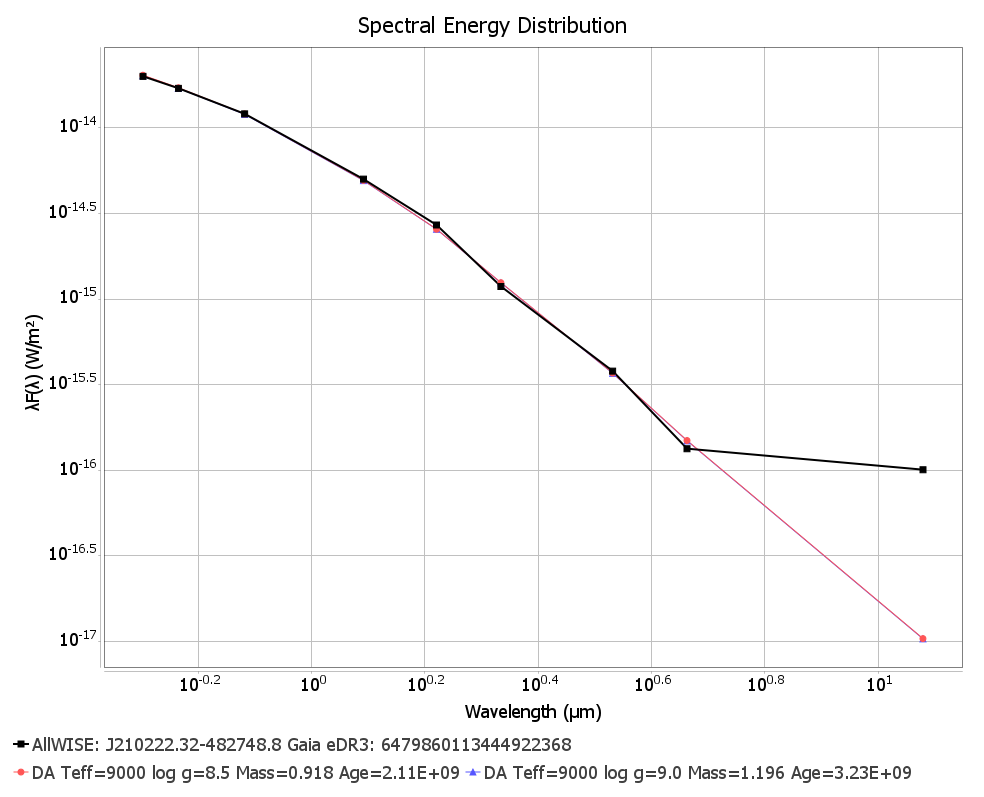 Spectral Energy Distribution
10^-14
10^-14.5
10^-15
10^-15.5
10^-16
10^-16.5
10^-17
λF(λ) (W/m²)
10^-0.2 10^0 10^0.2 10^0.4 10^0.6 10^0.8 10^1
Wavelength (μm)
AllWISE: J210222.32-482748.8 Gaia eDR3: 6479860113444922368
DA Teff=9000 log g=8.5 Mass=0.918 Age=2.11E+09 DA Teff=9000 log g=9.0 Mass=1.196 Age=3.23E+09